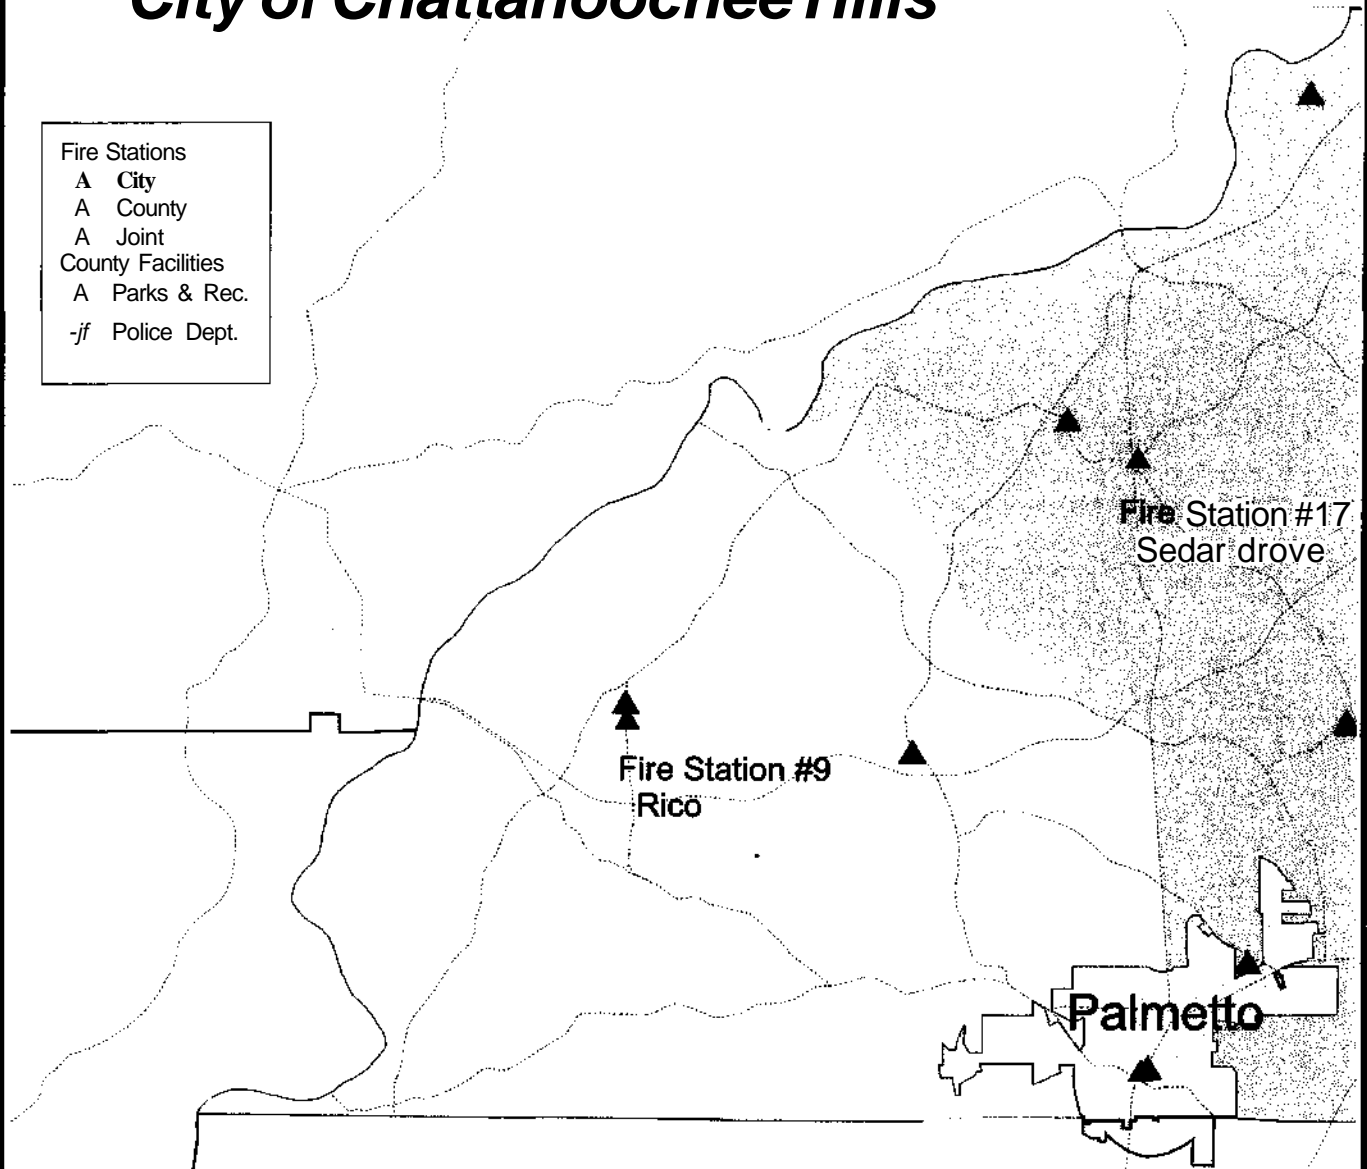 City of Chattahoochee Hills
Fire Stations
A City
A County
A Joint
County Facilities
A Parks & Rec.
-jf Police Dept.
Fire Station #17
Sedar drove
Fire Station #9
Rico
Palmetto